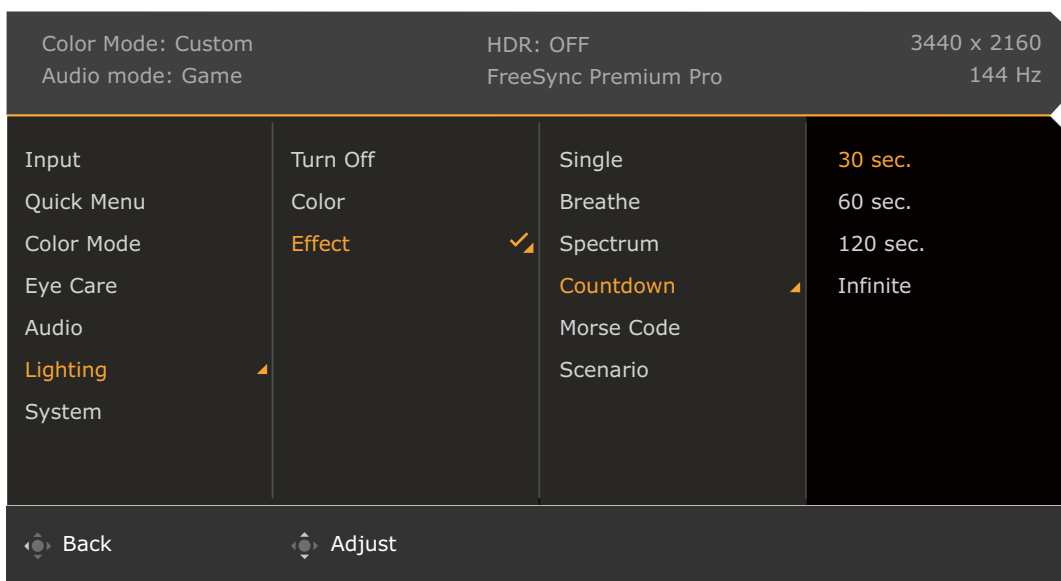 Color Mode: Custom
HDR: OFF
3440 x 2160
Audio mode: Game
FreeSync Premium Pro
144 Hz
Input
Quick Menu
Color Mode
Eye Care
Audio
Lighting
System
Turn Off
Color
Effect
Single
Breathe
Spectrum
Countdown
Morse Code
Scenario
30 sec.
60 sec.
120 sec.
Infinite
Back
Adjust